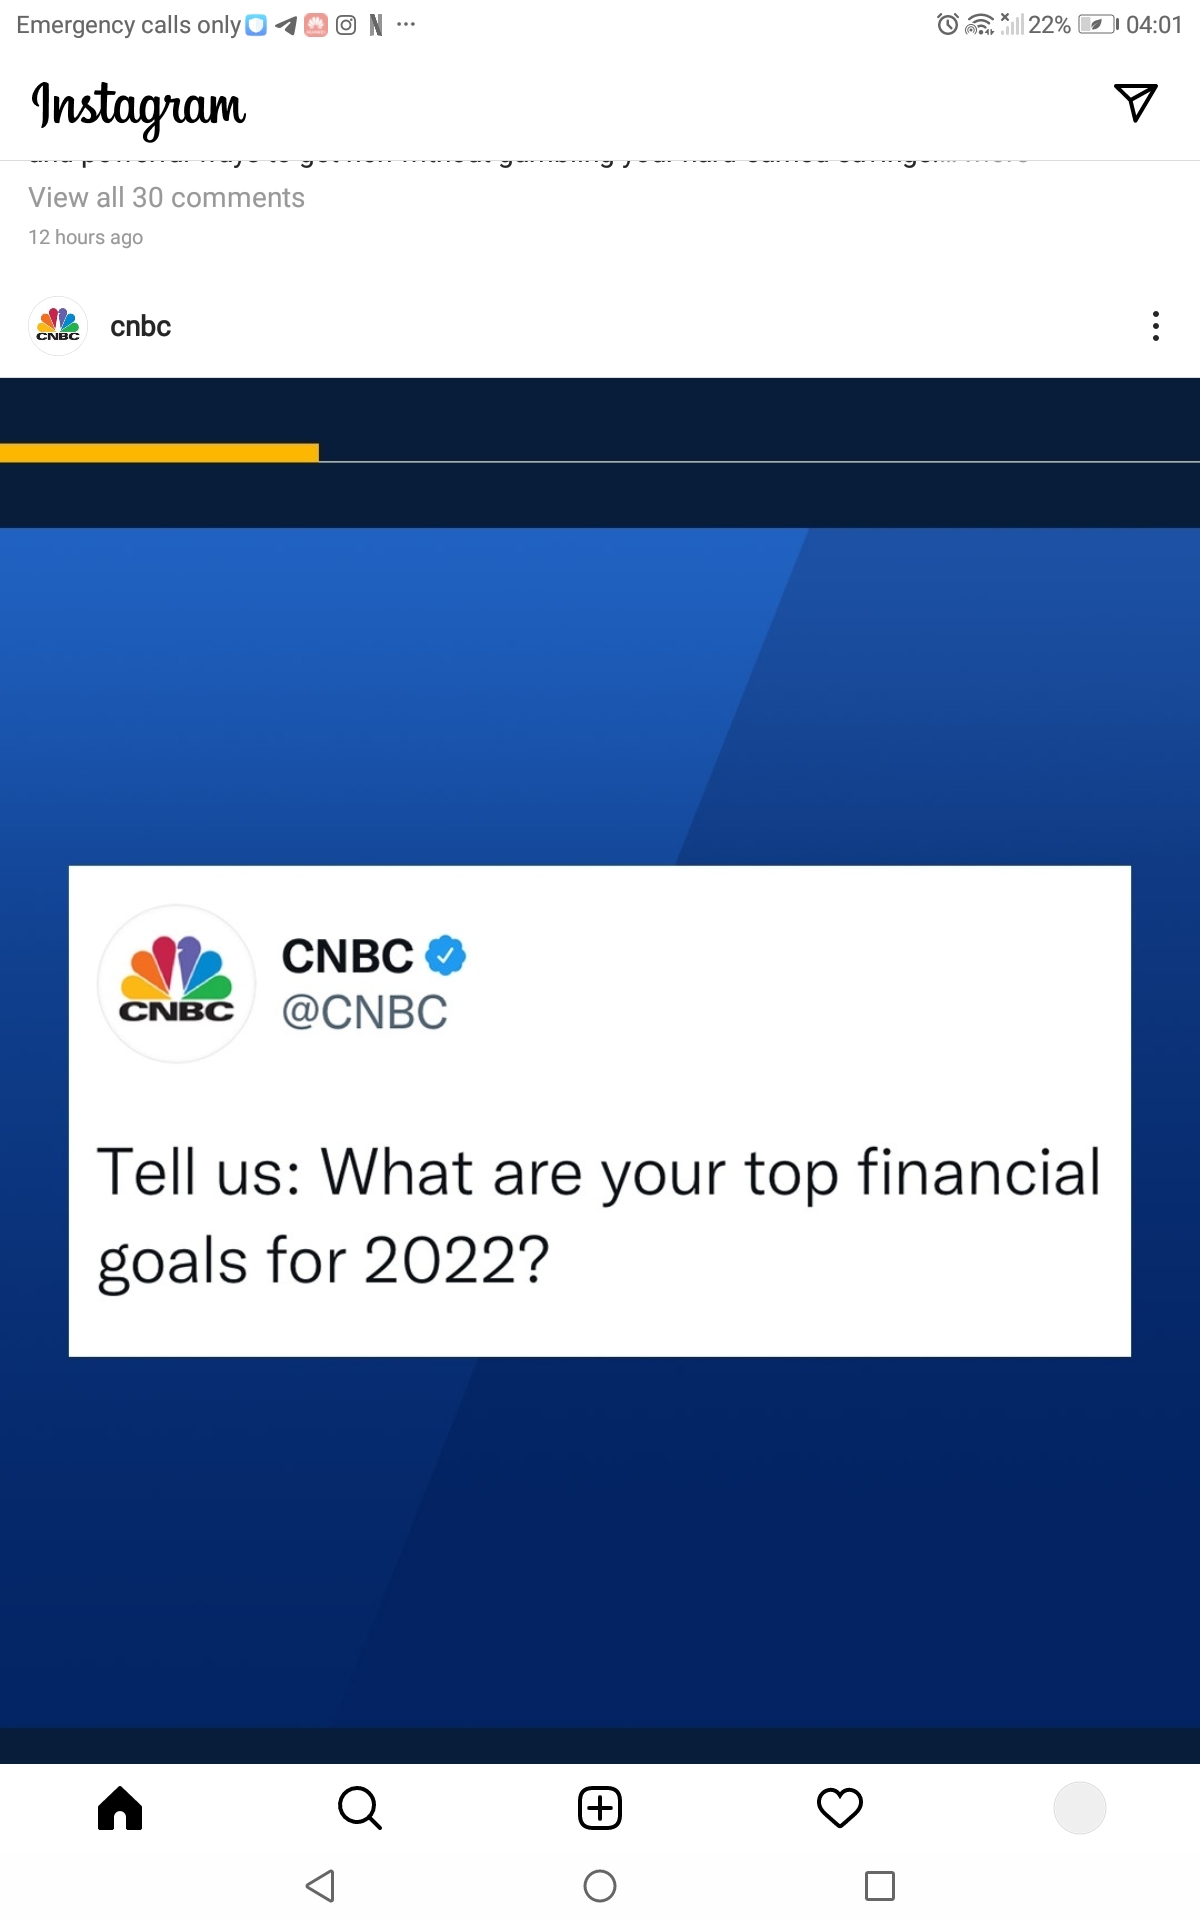 Emergency calls only N ... 22% 04:01
Instagram
View all 30 comments
12 hours ago
CNBC cnbc
CNBC
@CNBC
CNBC
Tell us: What are your top financial
goals for 2022?